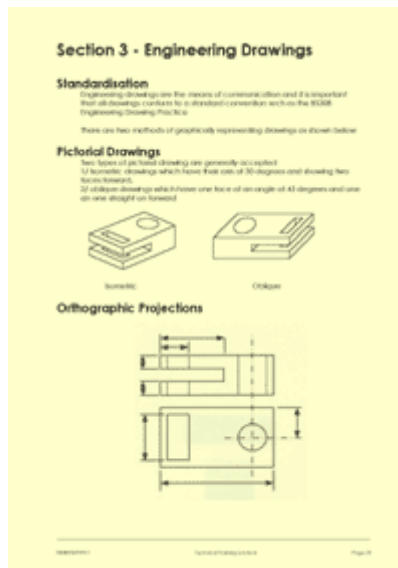 Section 3 - Engineering Drawings
Standardisation
Engineering drawings are the means of communication and it is important
that all drawings conform to a standard convention such as the BS308
Engineering Drawing Practice
There are two methods of graphically representing drawings as shown below
Pictorial Drawings
Two types of pictorial drawing are generally accepted
1/ Isometric drawings which have their axis at 30 degrees and showing two
faces forward.
2/ oblique drawings which have one face at an angle of 45 degrees and one
an one straight on forward
Isometric
Oblique
Orthographic Projections
Page